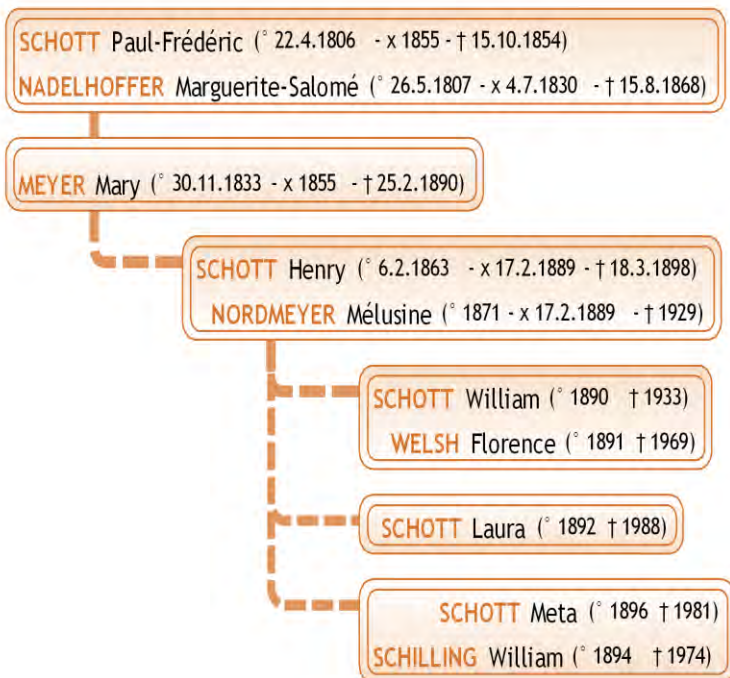 SCHOTT Paul-Frédéric (° 22.4.1806 - x 1855 - † 15.10.1854)
NADELHOFFER Marguerite-Salomé (° 26.5.1807 - x 4.7.1830 - † 15.8.1868)
MEYER Mary (° 30.11.1833 - x 1855 - † 25.2.1890)
SCHOTT Henry (° 6.2.1863 - x 17.2.1889 - † 18.3.1898)
NORDMEYER Mélusine (° 1871 - x 17.2.1889 - † 1929)
SCHOTT William (° 1890 † 1933)
WELSH Florence (° 1891 † 1969)
SCHOTT Laura (° 1892 † 1988)
SCHOTT Meta (° 1896 † 1981)
SCHILLING William (° 1894 † 1974)